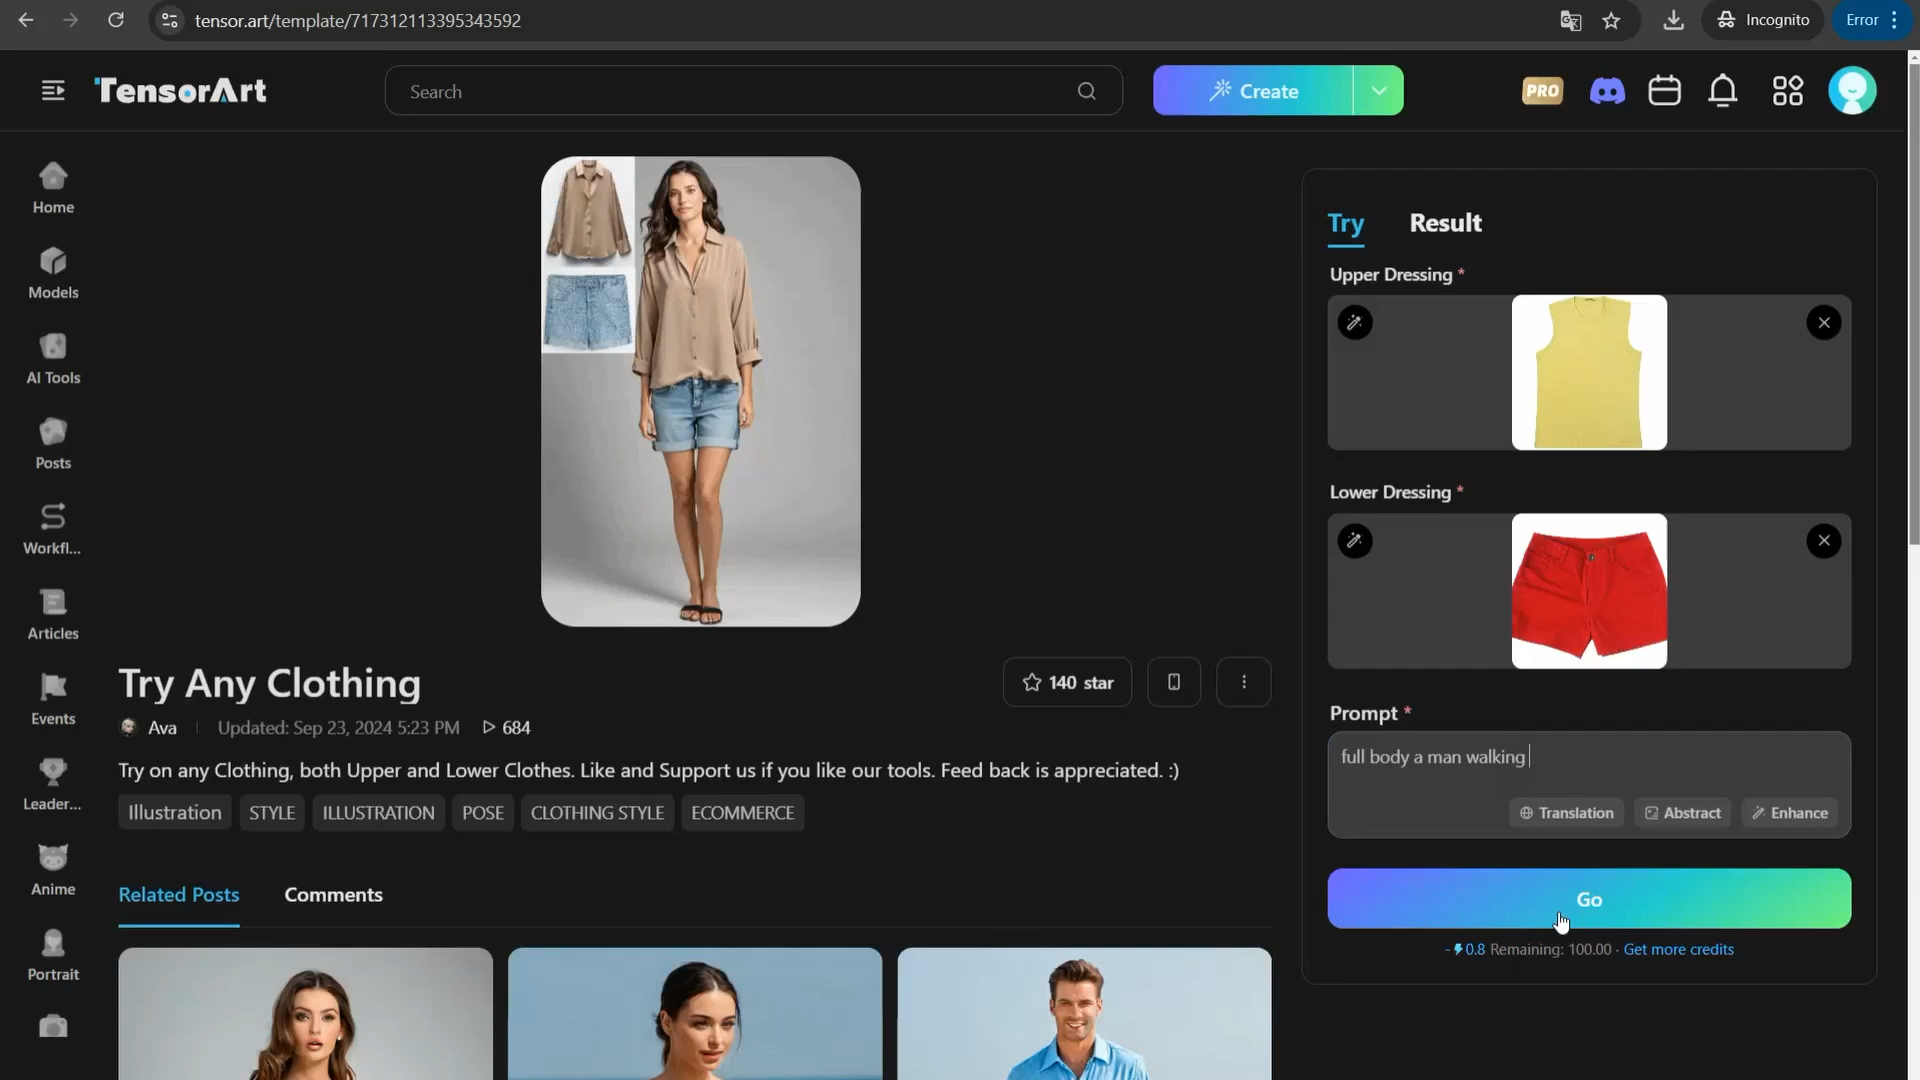 tensor.art/template/717312113395343592
Incognito
Error
TensorArt
Search
Create
PRO
Home
Models
AI Tools
Posts
Workfl...
Articles
Events
Leader...
Anime
Portrait
Try Any Clothing
140 star
Ava
Updated: Sep 23, 2024 5:23 PM
684
Try on any Clothing, both Upper and Lower Clothes. Like and Support us if you like our tools. Feed back is appreciated. :)
Illustration STYLE ILLUSTRATION POSE CLOTHING STYLE ECOMMERCE
Related Posts Comments
Try Result
Upper Dressing *
Lower Dressing *
Prompt *
full body a man walking
Translation Abstract Enhance
Go
- 0.8 Remaining: 100.00 · Get more credits